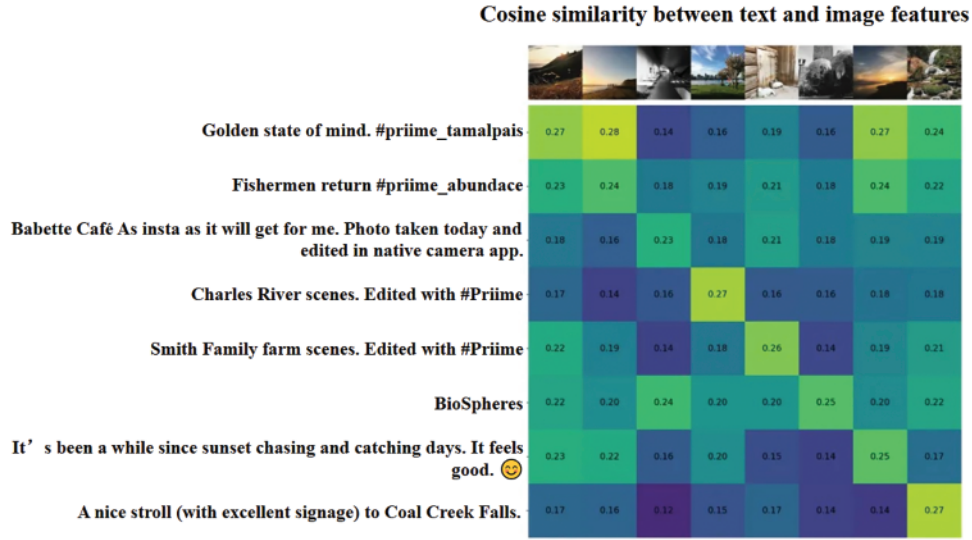 Cosine similarity between text and image features
Golden state of mind. #priime_tamalpais
0.27 0.28 0.14 0.16 0.19 0.16 0.27 0.24
Fishermen return #priime_abundace
0.23 0.24 0.18 0.19 0.21 0.18 0.24 0.22
Babette Café As insta as it will get for me. Photo taken today and
edited in native camera app.
0.18 0.16 0.23 0.18 0.21 0.18 0.19 0.19
Charles River scenes. Edited with #Priime
0.17 0.14 0.16 0.27 0.16 0.16 0.18 0.18
Smith Family farm scenes. Edited with #Priime
0.22 0.19 0.14 0.18 0.26 0.14 0.19 0.21
BioSpheres
0.22 0.20 0.24 0.20 0.20 0.25 0.20 0.22
It’s been a while since sunset chasing and catching days. It feels
good. 😊
0.23 0.22 0.16 0.20 0.15 0.14 0.25 0.17
A nice stroll (with excellent signage) to Coal Creek Falls.
0.17 0.16 0.12 0.15 0.17 0.14 0.14 0.27